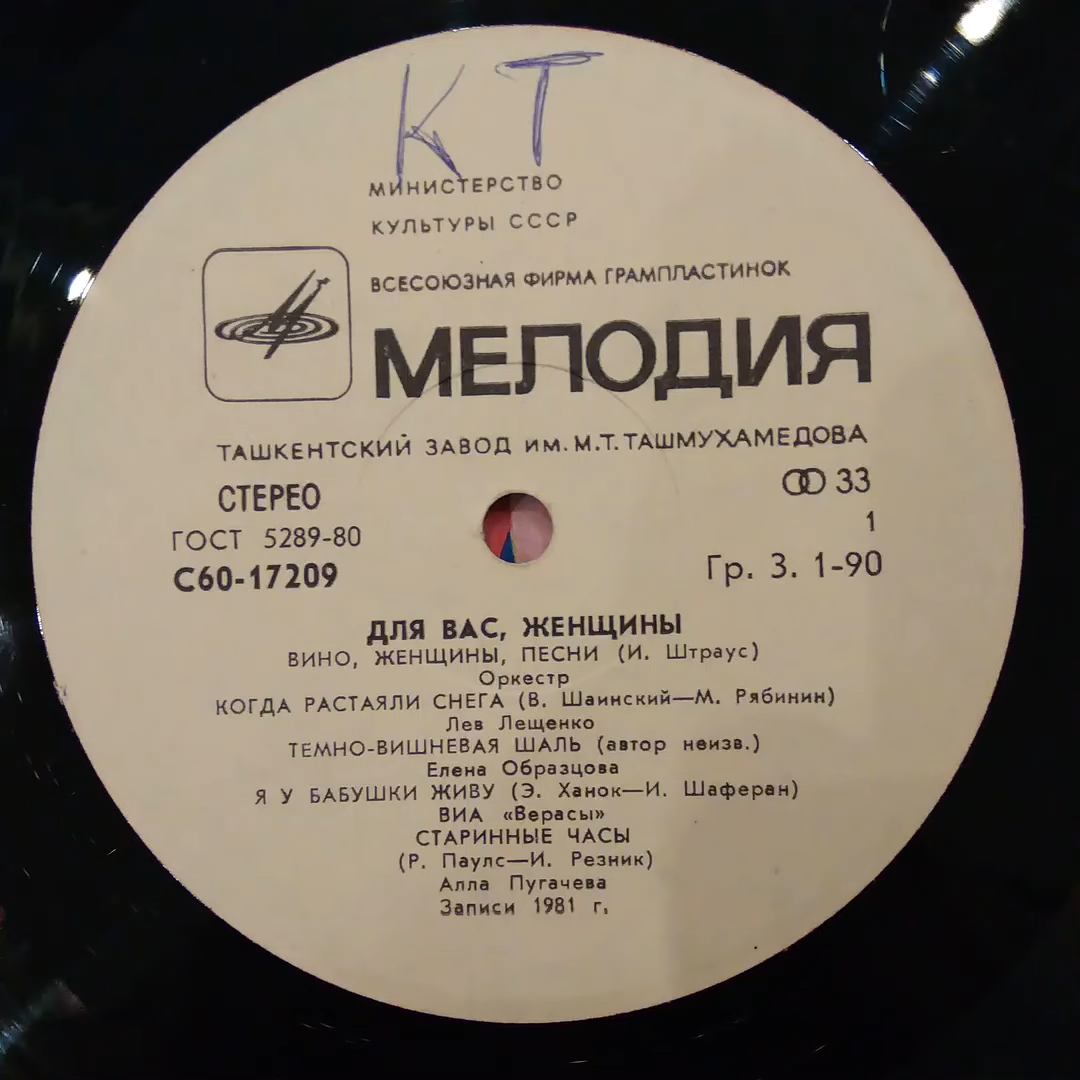 КТ
МИНИСТЕРСТВО
КУЛЬТУРЫ СССР
ВСЕСОЮЗНАЯ ФИРМА ГРАМПЛАСТИНОК
МЕЛОДИЯ
ТАШКЕНТСКИЙ ЗАВОД ИМ. М.Т. ТАШМУХАМЕДОВА
СТЕРЕО 33
ГОСТ 5289-80 1
С60-17209 Гр. 3. 1-90
ДЛЯ ВАС, ЖЕНЩИНЫ
ВИНО, ЖЕНЩИНЫ, ПЕСНИ (И. Штраус)
Оркестр
КОГДА РАСТАЯЛИ СНЕГА (В. Шаинский—М. Рябинин)
Лев Лещенко
ТЕМНО-ВИШНЕВАЯ ШАЛЬ (автор неизв.)
Елена Образцова
Я У БАБУШКИ ЖИВУ (Э. Ханок—И. Шаферан)
ВИА «Верасы»
СТАРИННЫЕ ЧАСЫ
(Р. Паулс—И. Резник)
Алла Пугачева
Записи 1981 г.